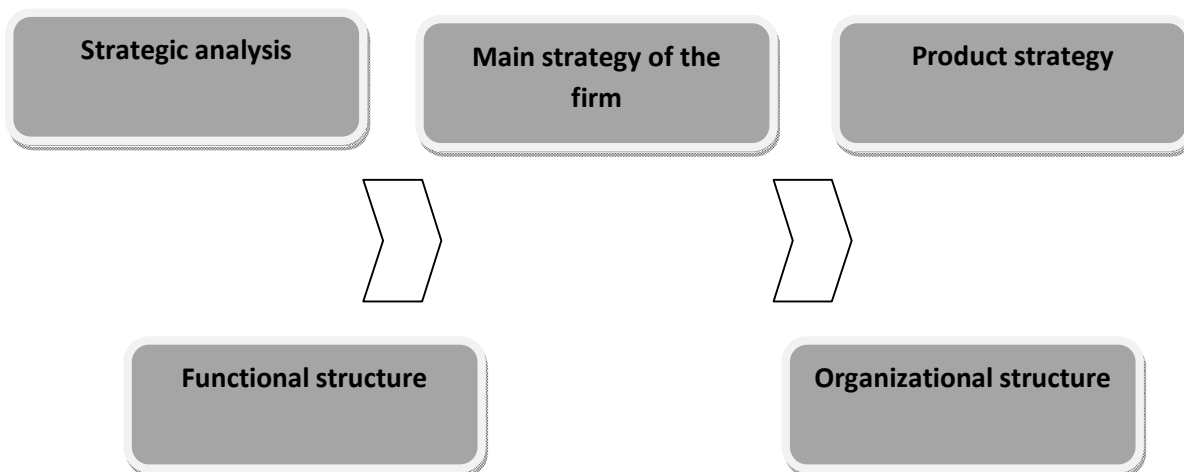 Strategic analysis
Main strategy of the
firm
Product strategy
Functional structure
Organizational structure